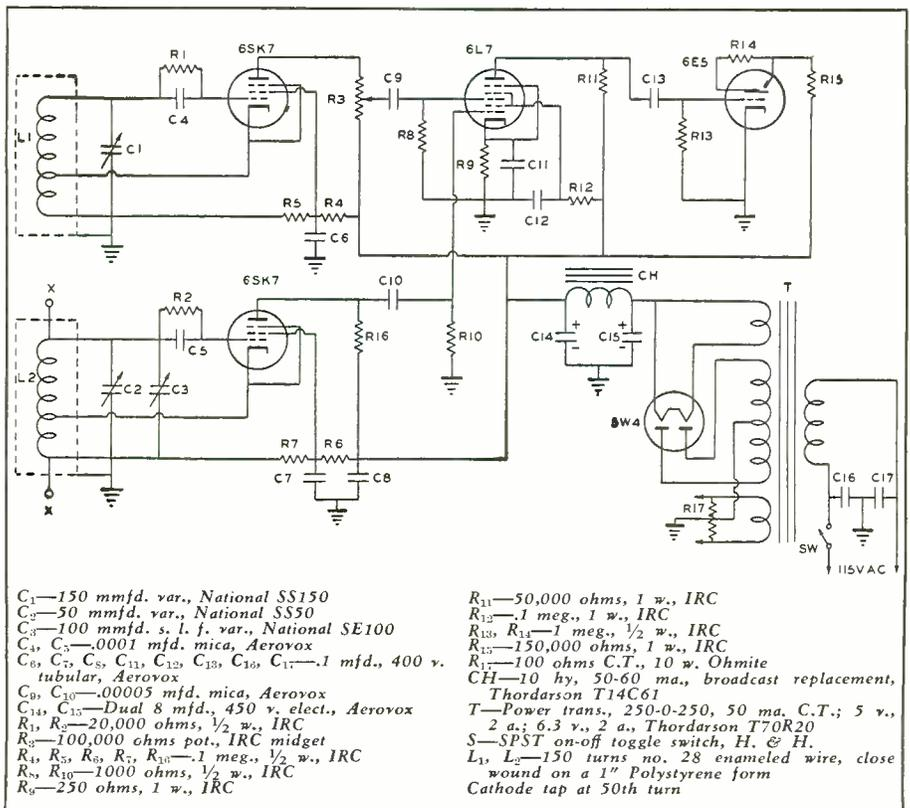 R1
6SK7
6L7
R14
6E5
C9
R11
C13
R15
R3
L1
C4
C1
R8
R13
R9
C11
R5 R4
C12
R12
C6
6SK7
C10
CH
T
X
R2
R16
R10
C14
+
+
C15
-
-
C5
L2
C2
C3
5W4
R7 R6
C7
C8
C16 C17
R17
X
SW
115VAC
C₁—150 mmfd. var., National SS150
C₂—50 mmfd. var., National SS50
C₃—100 mmfd. s. l. f. var., National SE100
C₄, C₅—.0001 mfd. mica, Aerovox
C₆, C₇, C₈, C₁₁, C₁₂, C₁₃, C₁₆, C₁₇—.1 mfd., 400 v.
tubular, Aerovox
C₉, C₁₀—.00005 mfd. mica, Aerovox
C₁₄, C₁₅—Dual 8 mfd., 450 v. elect., Aerovox
R₁, R₂—20,000 ohms, ½ w., IRC
R₃—100,000 ohms pot., IRC midget
R₄, R₅, R₆, R₇, R₁₆—.1 meg., ½ w., IRC
R₈, R₁₀—1000 ohms, ½ w., IRC
R₉—250 ohms, 1 w., IRC
R₁₁—50,000 ohms, 1 w., IRC
R₁₂—.1 meg., 1 w., IRC
R₁₃, R₁₄—1 meg., ½ w., IRC
R₁₅—150,000 ohms, 1 w., IRC
R₁₇—100 ohms C.T., 10 w. Ohmite
CH—10 hy, 50-60 ma., broadcast replacement,
Thordarson T14C61
T—Power trans., 250-0-250, 50 ma. C.T.; 5 v.,
2 a.; 6.3 v., 2 a., Thordarson T70R20
S—SPST on-off toggle switch, H. & H.
L₁, L₂—150 turns no. 28 enameled wire, close
wound on a 1" Polystyrene form
Cathode tap at 50th turn